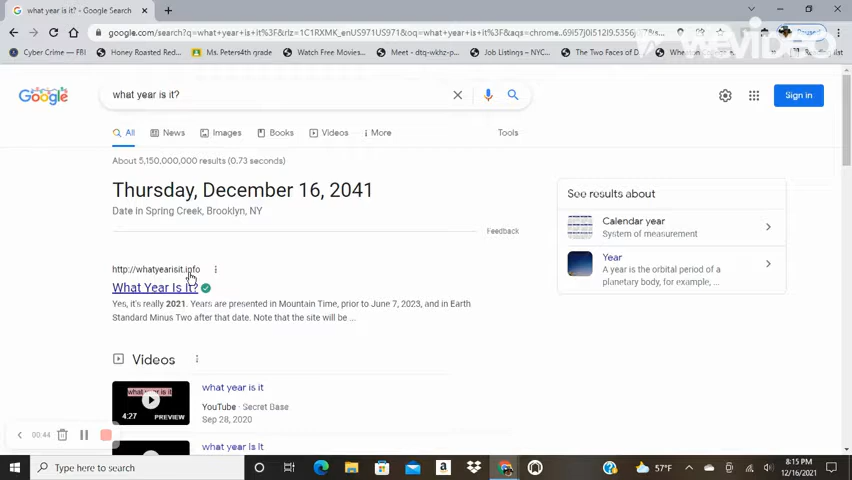 what year is it? - Google Search
google.com/search?q=what+year+is+it%3F&rlz=1C1RXMK_enUS971US971&oq=what+year+is+it%3F&aqs=chrome..69i57j0i512l9.5356j
Paused
Cyber Crime — FBI
Honey Roasted Red...
Ms. Peters4th grade
Watch Free Movies...
Meet - dtq-wkhz-p...
Job Listings – NYC...
The Two Faces of D...
WEVIDEO
Google
what year is it?
Sign in
All
News
Images
Books
Videos
More
Tools
About 5,150,000,000 results (0.73 seconds)
Thursday, December 16, 2041
Date in Spring Creek, Brooklyn, NY
Feedback
See results about
Calendar year
System of measurement
Year
A year is the orbital period of a
planetary body, for example, ...
http://whatyearisit.info
What Year Is It?
Yes, it's really 2021. Years are presented in Mountain Time, prior to June 7, 2023, and in Earth
Standard Minus Two after that date. Note that the site will be ...
Videos
what year is it
4:27
PREVIEW
what year is it
YouTube · Secret Base
Sep 28, 2020
what year Is It
00:44
Type here to search
57°F
8:15 PM
12/16/2021